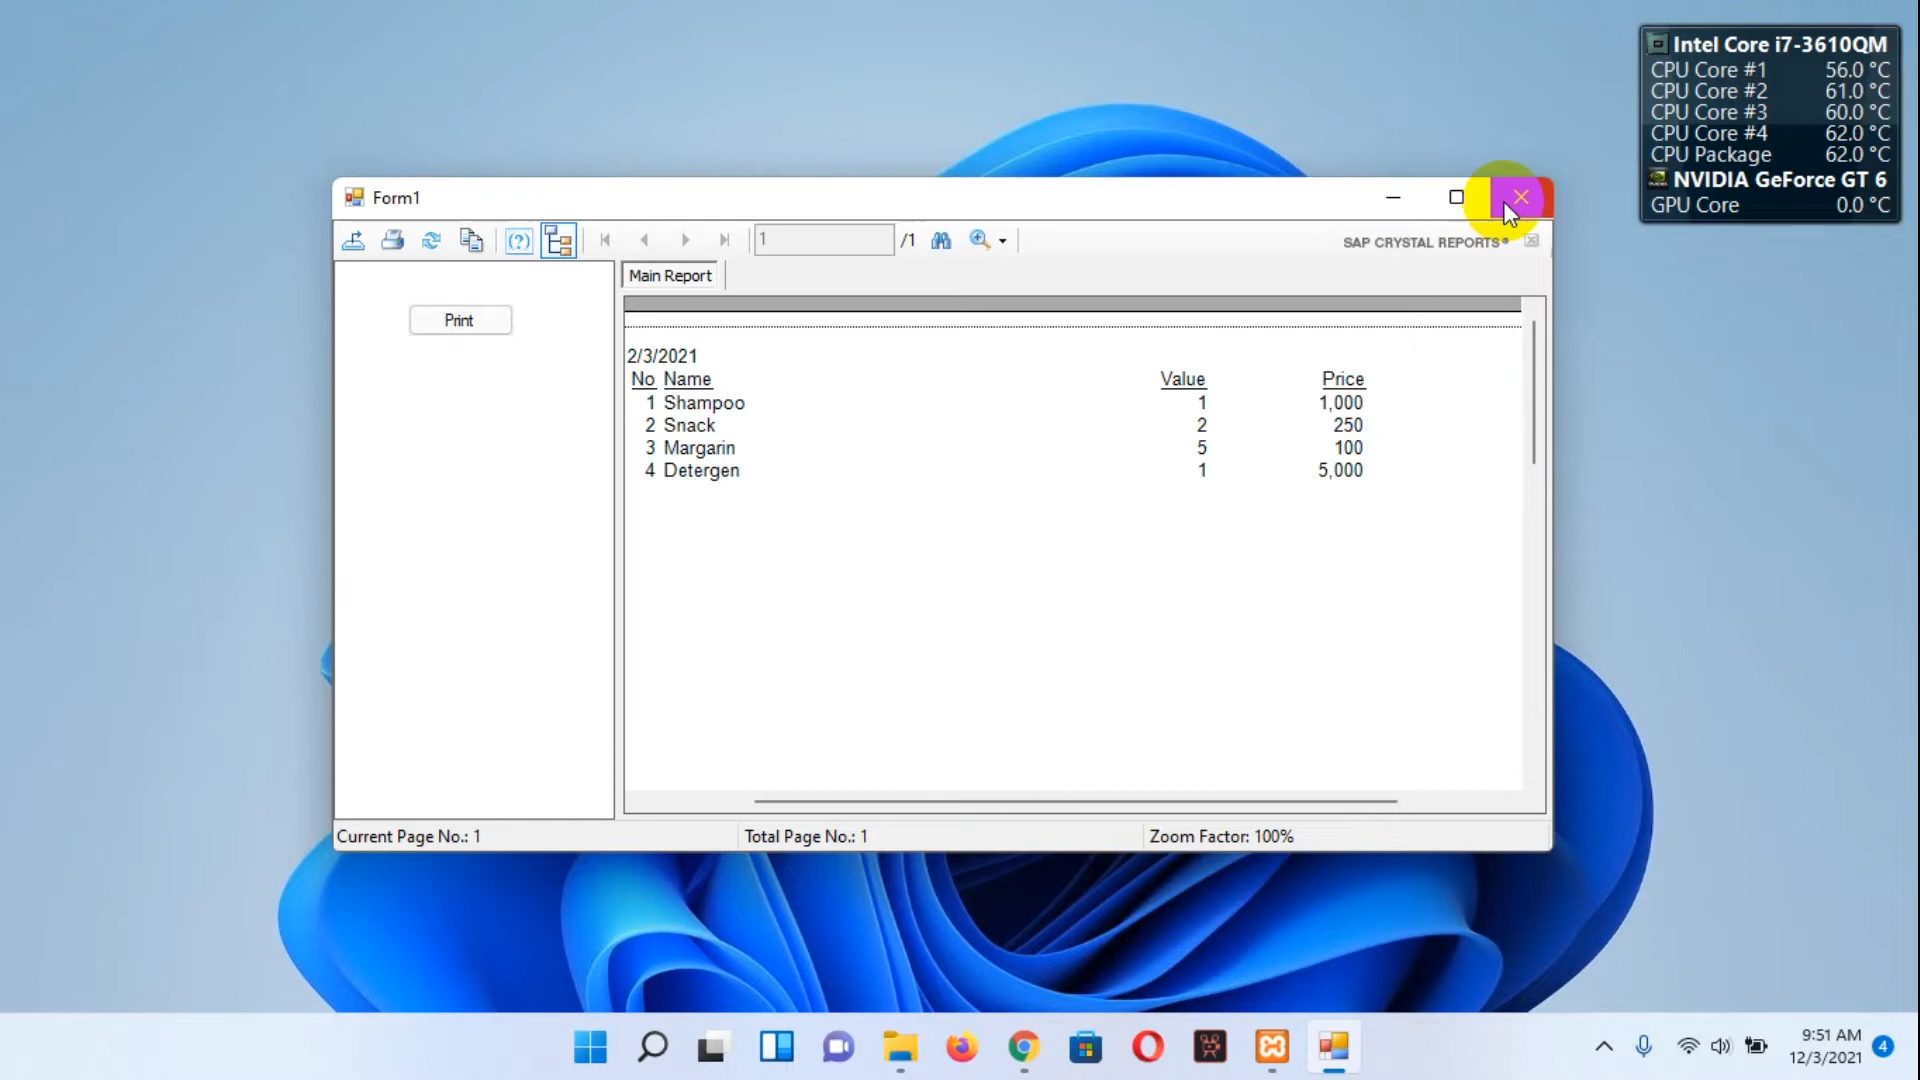 Intel Core i7-3610QM
CPU Core #1 56.0 °C
CPU Core #2 61.0 °C
CPU Core #3 60.0 °C
CPU Core #4 62.0 °C
CPU Package 62.0 °C
NVIDIA GeForce GT 6
GPU Core 0.0 °C
Form1
1 /1
SAP CRYSTAL REPORTS®
Main Report
Print
2/3/2021
No Name Value Price
1 Shampoo 1 1,000
2 Snack 2 250
3 Margarin 5 100
4 Detergen 1 5,000
Current Page No.: 1 Total Page No.: 1 Zoom Factor: 100%
9:51 AM
12/3/2021
4